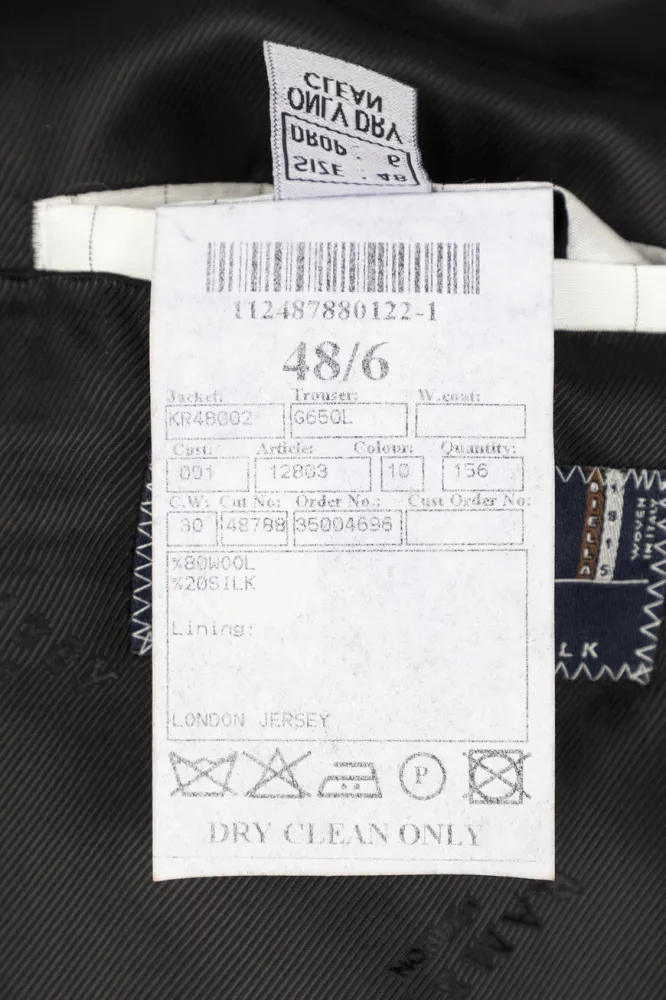 CLEAN
ONLY DRY
DROP . 6
SIZE . 48
112487880122-1
48/6
Jacket: Trouser: W.coat:
KR48002 G650L
Cust: Article: Colour: Quantity:
091 12803 10 156
C.W: Cut No: Order No.: Cust Order No:
30 48788 35004696
%80WOOL
%20SILK
Lining:
LONDON JERSEY
P
DRY CLEAN ONLY
BIELLA
1815
WOVEN
IN ITALY
LK